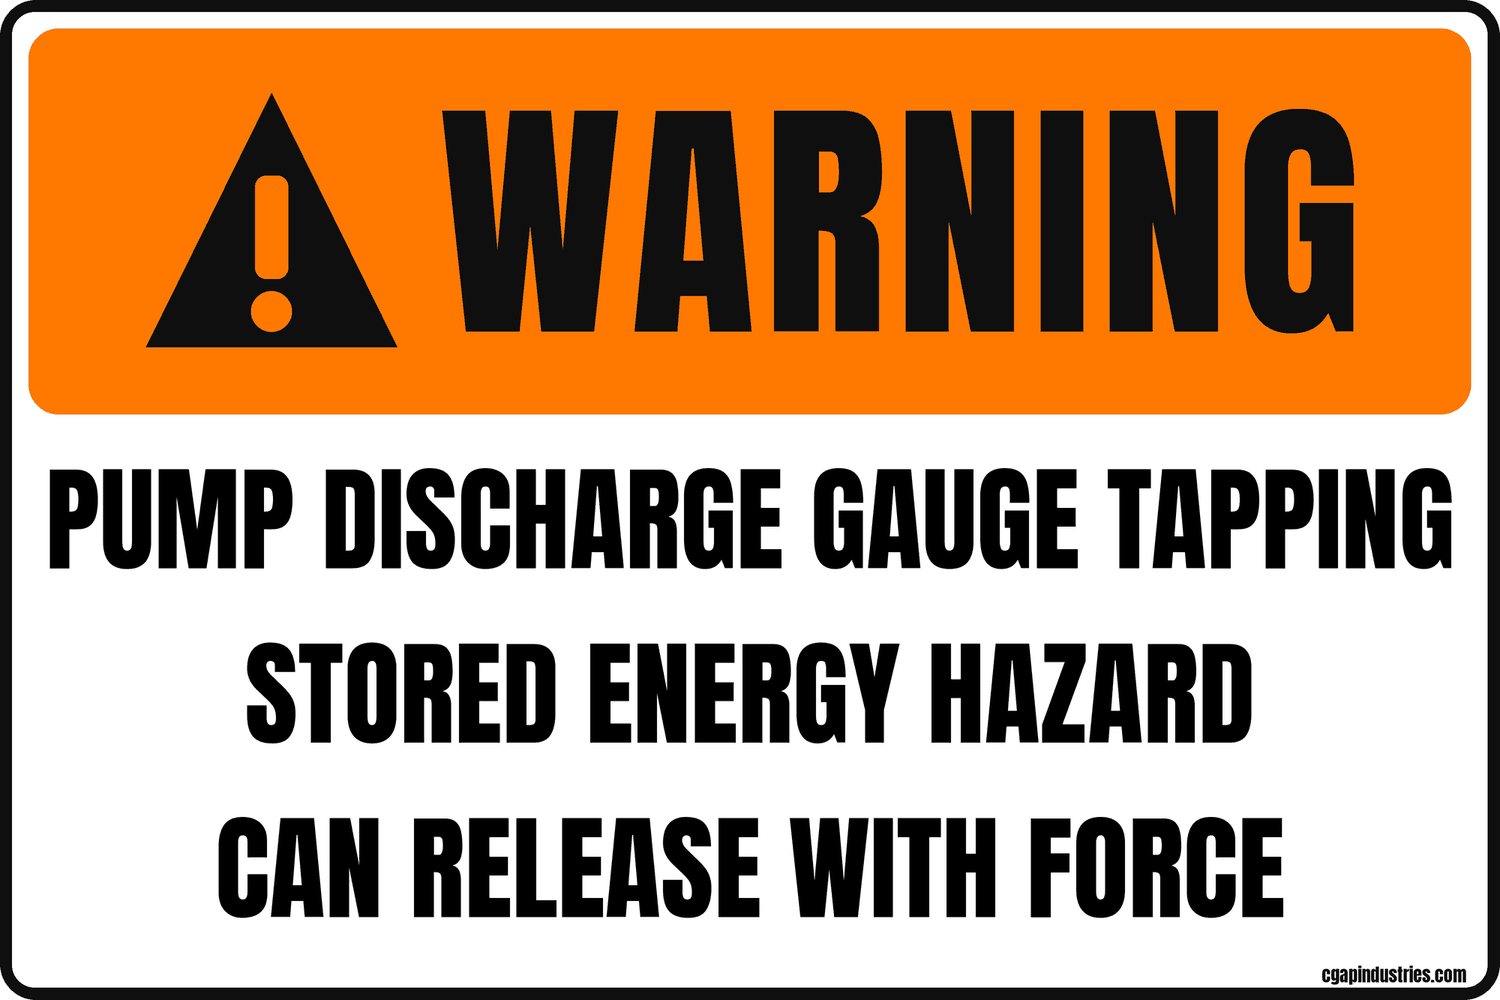 WARNING
PUMP DISCHARGE GAUGE TAPPING
STORED ENERGY HAZARD
CAN RELEASE WITH FORCE
cgapindustries.com